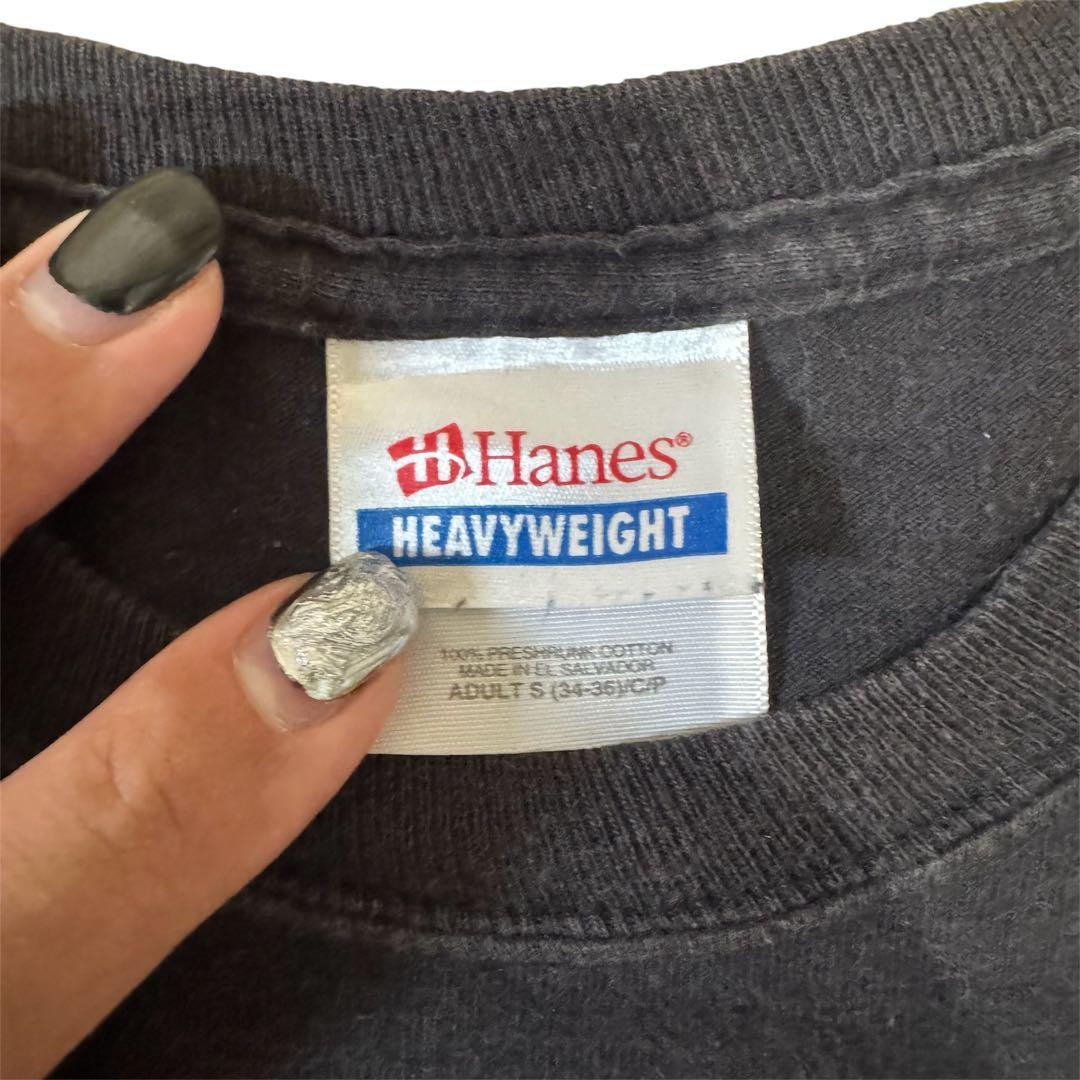 H Hanes®
HEAVYWEIGHT
100% PRESHRUNK COTTON
MADE IN EL SALVADOR
ADULT S (34-36)/C/P